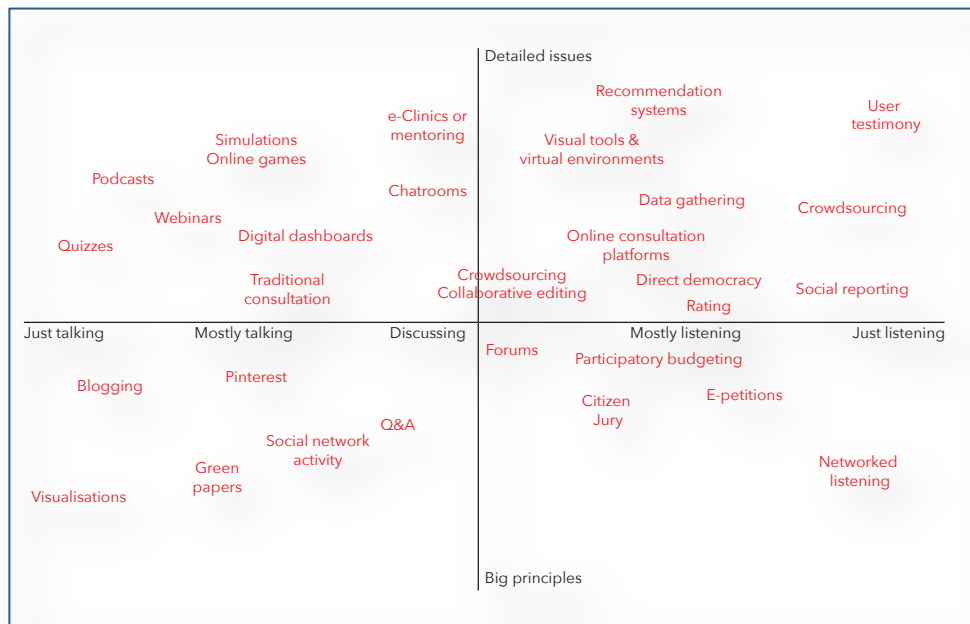 Detailed issues
Recommendation
systems
User
testimony
e-Clinics or
mentoring
Simulations
Online games
Visual tools &
virtual environments
Podcasts
Chatrooms
Data gathering
Crowdsourcing
Webinars
Quizzes
Digital dashboards
Online consultation
platforms
Traditional
consultation
Crowdsourcing
Collaborative editing
Direct democracy
Social reporting
Rating
Just talking
Mostly talking
Discussing
Mostly listening
Just listening
Forums
Participatory budgeting
Blogging
Pinterest
Citizen
Jury
E-petitions
Q&A
Social network
activity
Green
papers
Networked
listening
Visualisations
Big principles